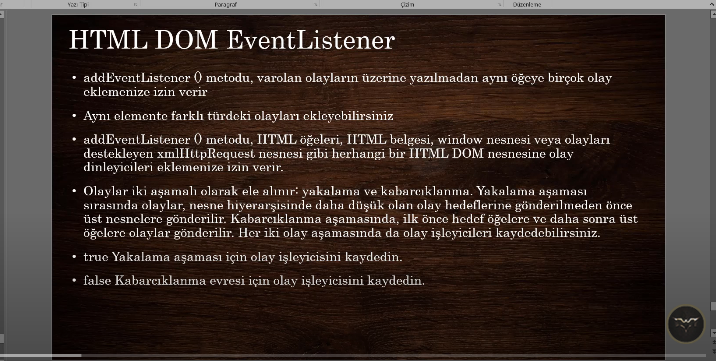 Yazı Tipi
Paragraf
Çizim
Düzenleme
HTML DOM EventListener
• addEventListener () metodu, varolan olayların üzerine yazılmadan aynı öğeye birçok olay
eklemenize izin verir
• Aynı elemente farklı türdeki olayları ekleyebilirsiniz
• addEventListener () metodu, HTML öğeleri, HTML belgesi, window nesnesi veya olayları
destekleyen xmlHttpRequest nesnesi gibi herhangi bir HTML DOM nesnesine olay
dinleyicileri eklemenize izin verir.
• Olaylar iki aşamalı olarak ele alınır: yakalama ve kabarcıklanma. Yakalama aşaması
sırasında olaylar, nesne hiyerarşisinde daha düşük olan olay hedeflerine gönderilmeden önce
üst nesnelere gönderilir. Kabarcıklanma aşamasında, ilk önce hedef öğelere ve daha sonra üst
öğelere olaylar gönderilir. Her iki olay aşamasında da olay işleyicileri kaydedebilirsiniz.
• true Yakalama aşaması için olay işleyicisini kaydedin.
• false Kabarcıklanma evresi için olay işleyicisini kaydedin.